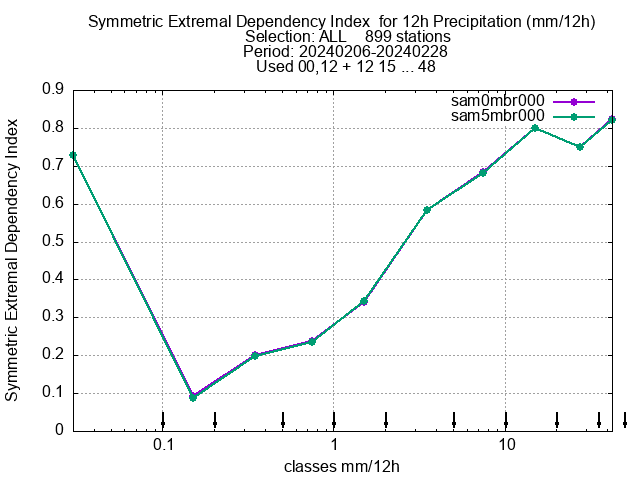 Symmetric Extremal Dependency Index  for 12h Precipitation (mm/12h)
Selection: ALL    899 stations
Period: 20240206-20240228
Used 00,12 + 12 15 ... 48
sam0mbr000
sam5mbr000
Symmetric Extremal Dependency Index
0.9
0.8
0.7
0.6
0.5
0.4
0.3
0.2
0.1
0
0.1 1 10
classes mm/12h